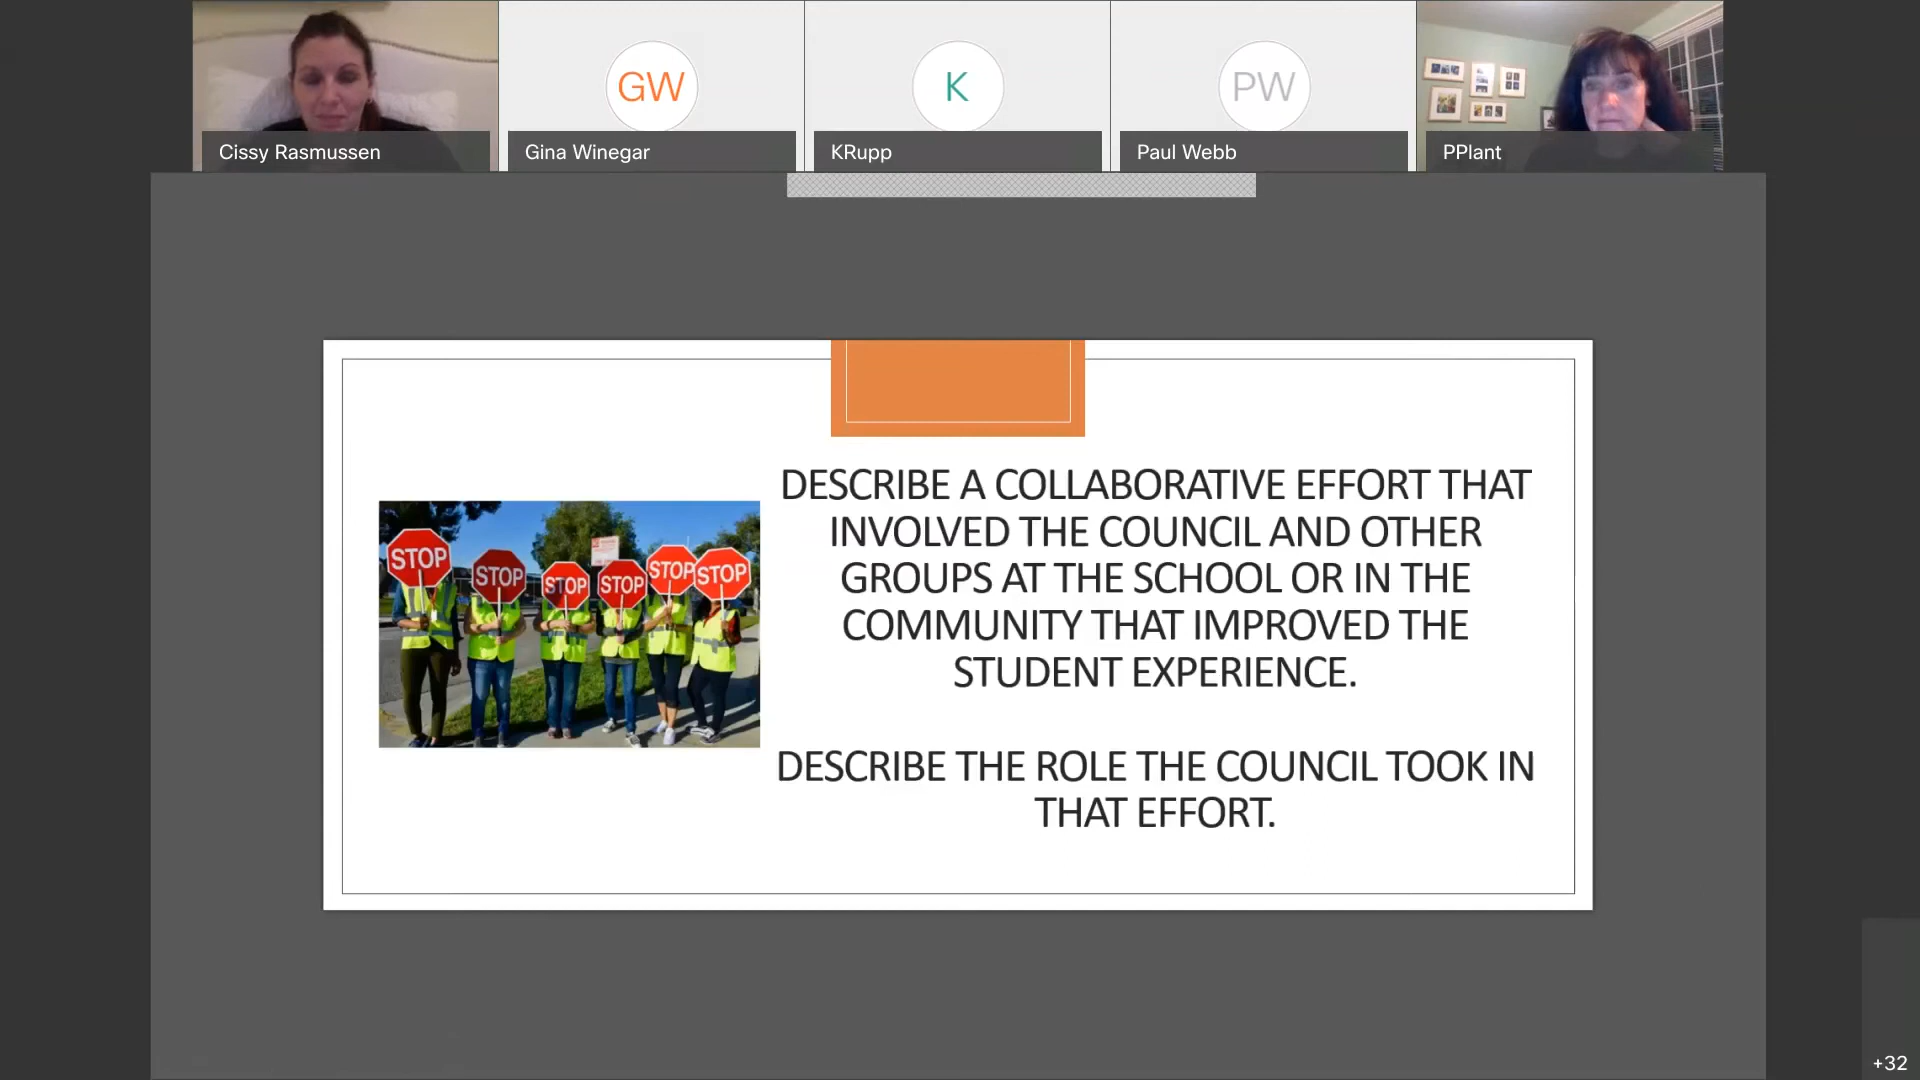 GW
K
PW
Cissy Rasmussen
Gina Winegar
KRupp
Paul Webb
PPlant
DESCRIBE A COLLABORATIVE EFFORT THAT
INVOLVED THE COUNCIL AND OTHER
GROUPS AT THE SCHOOL OR IN THE
COMMUNITY THAT IMPROVED THE
STUDENT EXPERIENCE.
DESCRIBE THE ROLE THE COUNCIL TOOK IN
THAT EFFORT.
STOP
STOP
STOP
STOP
STOP
STOP
+32